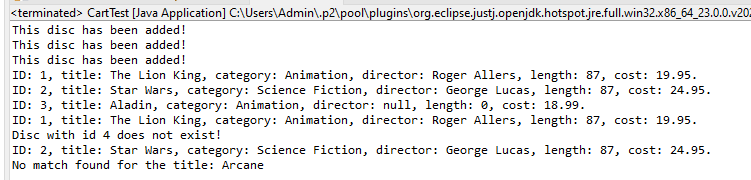 <terminated> CartTest [Java Application] C:\Users\Admin\.p2\pool\plugins\org.eclipse.justj.openjdk.hotspot.jre.full.win32.x86_64_23.0.0.v202
This disc has been added!
This disc has been added!
This disc has been added!
ID: 1, title: The Lion King, category: Animation, director: Roger Allers, length: 87, cost: 19.95.
ID: 2, title: Star Wars, category: Science Fiction, director: George Lucas, length: 87, cost: 24.95.
ID: 3, title: Aladin, category: Animation, director: null, length: 0, cost: 18.99.
ID: 1, title: The Lion King, category: Animation, director: Roger Allers, length: 87, cost: 19.95.
Disc with id 4 does not exist!
ID: 2, title: Star Wars, category: Science Fiction, director: George Lucas, length: 87, cost: 24.95.
No match found for the title: Arcane